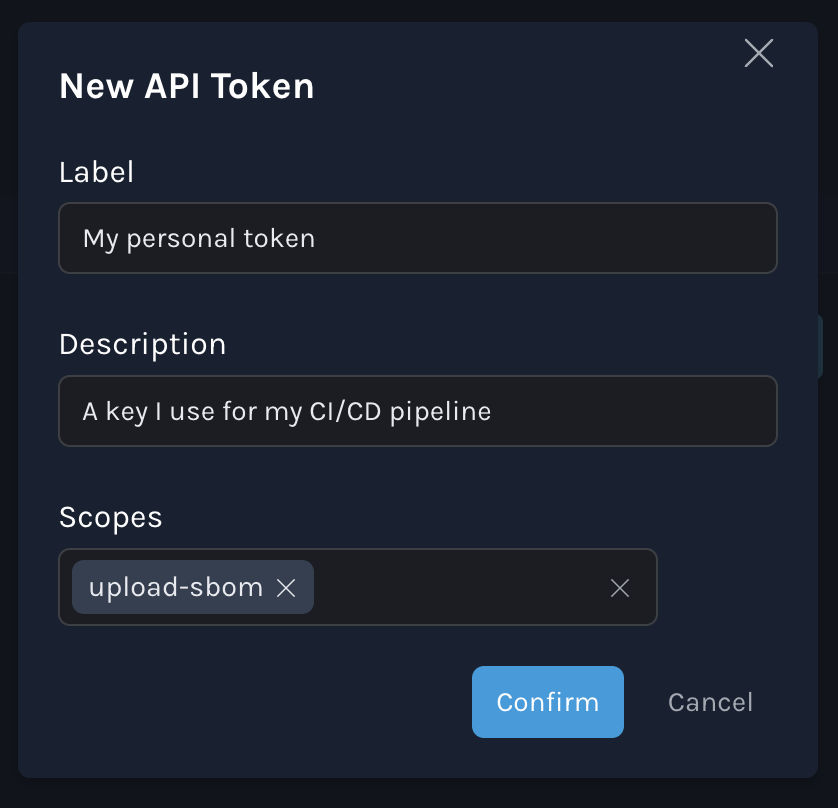 New API Token
Label
My personal token
Description
A key I use for my CI/CD pipeline
Scopes
upload-sbom
Confirm Cancel